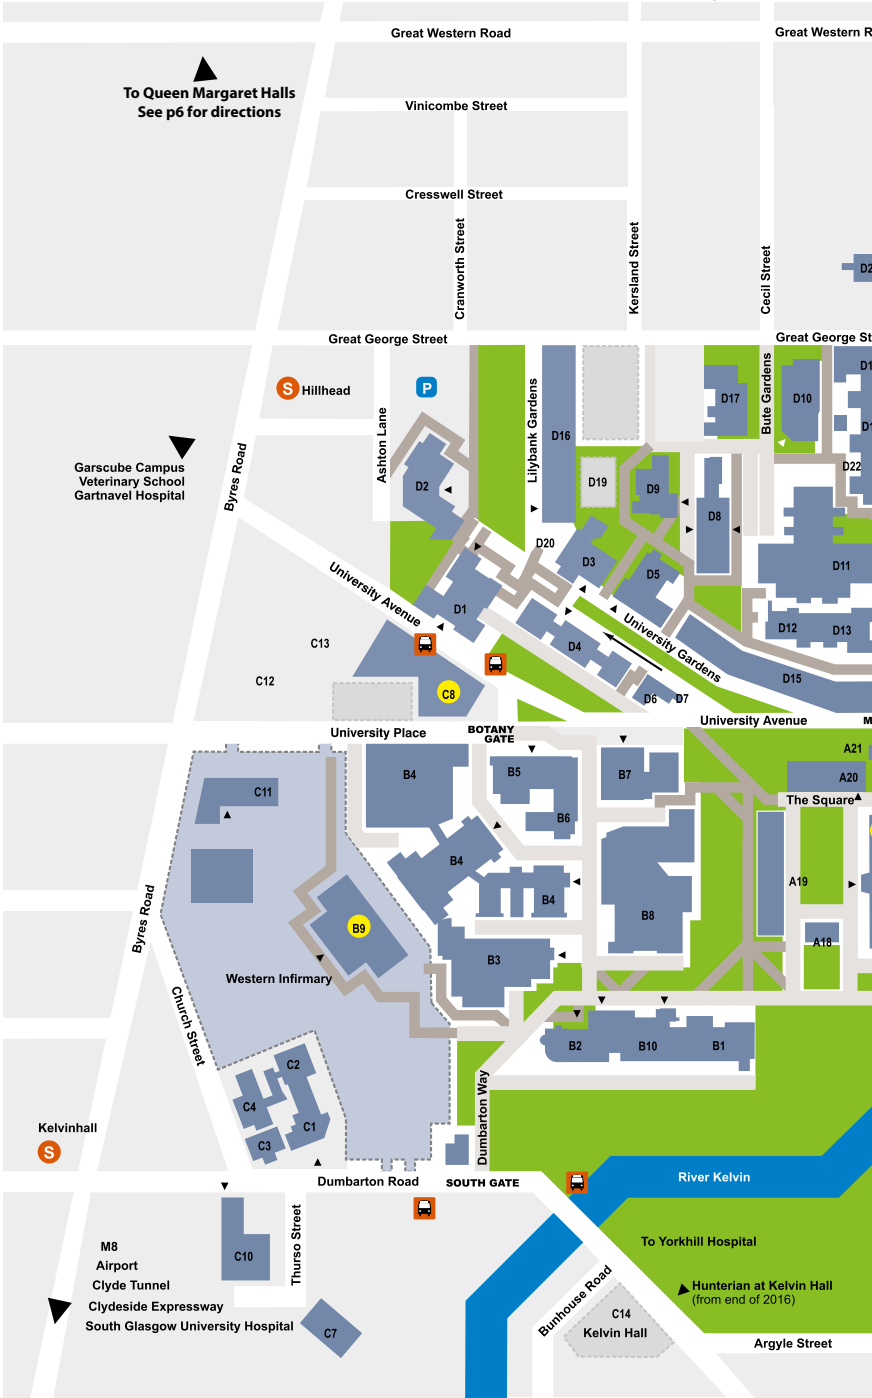 Great Western Road
Great Western R
To Queen Margaret Halls
See p6 for directions
Vinicombe Street
Cresswell Street
Cranworth Street
Kersland Street
Cecil Street
D2
Great George Street
Great George St
S Hillhead
P
Ashton Lane
Lilybank Gardens
Bute Gardens
D16
D17
D10
D1
D1
Garscube Campus
Veterinary School
Gartnavel Hospital
Byres Road
D2
D19
D9
D8
D22
D20
D3
D5
D11
University Avenue
D1
D4
University Gardens
D12
D13
C13
C12
C8
D6
D7
D15
University Place
BOTANY
GATE
University Avenue
M
B4
B5
B7
A21
A20
C11
B6
The Square
B4
B4
A19
B9
B8
A18
Byres Road
B3
Western Infirmary
Church Street
B2
B10
B1
C2
C4
C1
C3
Dumbarton Way
Kelvinhall
S
Dumbarton Road
SOUTH GATE
River Kelvin
Thurso Street
C10
To Yorkhill Hospital
M8
Airport
Clyde Tunnel
Clydeside Expressway
South Glasgow University Hospital
C7
Bunhouse Road
Hunterian at Kelvin Hall
(from end of 2016)
C14
Kelvin Hall
Argyle Street